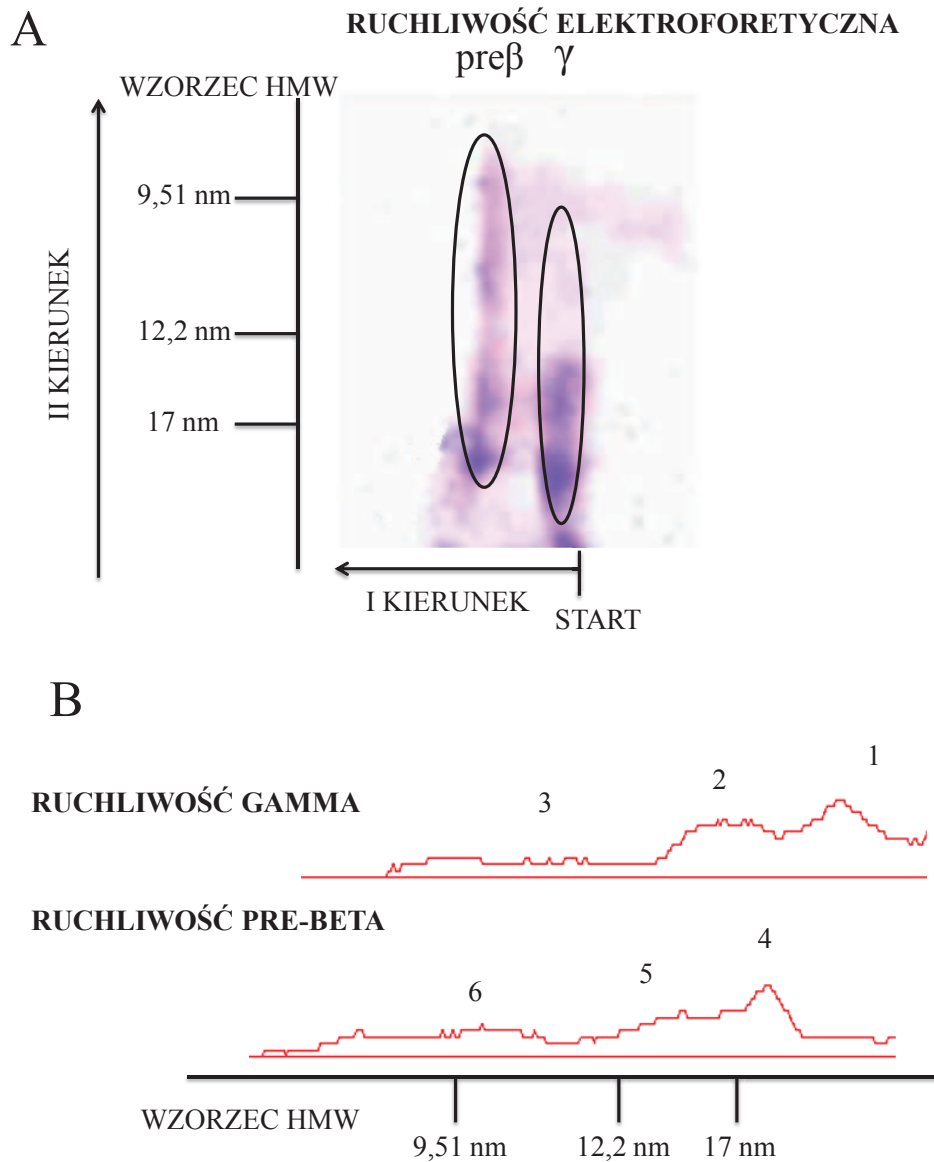 A
RUCHLIWOŚĆ ELEKTROFORETYCZNA
preβ γ
WZORZEC HMW
9,51 nm
12,2 nm
17 nm
II KIERUNEK
I KIERUNEK
START
B
1
2
3
RUCHLIWOŚĆ GAMMA
RUCHLIWOŚĆ PRE-BETA
4
5
6
WZORZEC HMW
9,51 nm 12,2 nm 17 nm